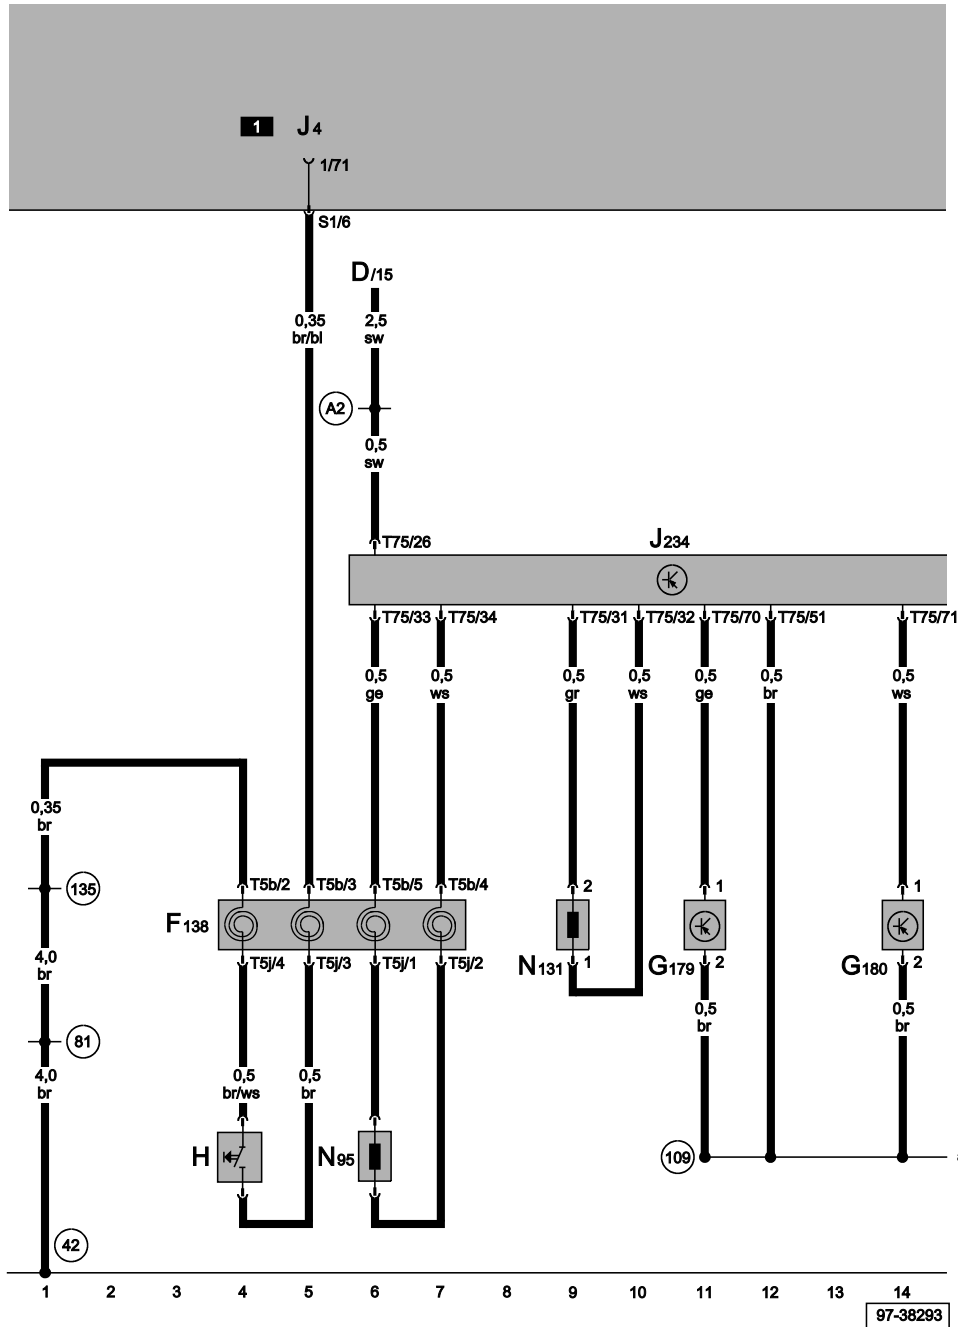 1 J4
1/71
S1/6
D/15
0,35
br/bl
2,5
sw
A2
0,5
sw
T75/26
J234
T75/33
T75/34
T75/31
T75/32
T75/70
T75/51
T75/71
0,5
ge
0,5
ws
0,5
gr
0,5
ws
0,5
ge
0,5
br
0,5
ws
0,35
br
135
T5b/2
T5b/3
T5b/5
T5b/4
2
1
1
F138
4,0
br
T5j/4
T5j/3
T5j/1
T5j/2
N131
1
G179
2
G180
2
0,5
br
0,5
br
81
4,0
br
0,5
br/ws
0,5
br
H
N95
109
42
1 2 3 4 5 6 7 8 9 10 11 12 13 14
97-38293